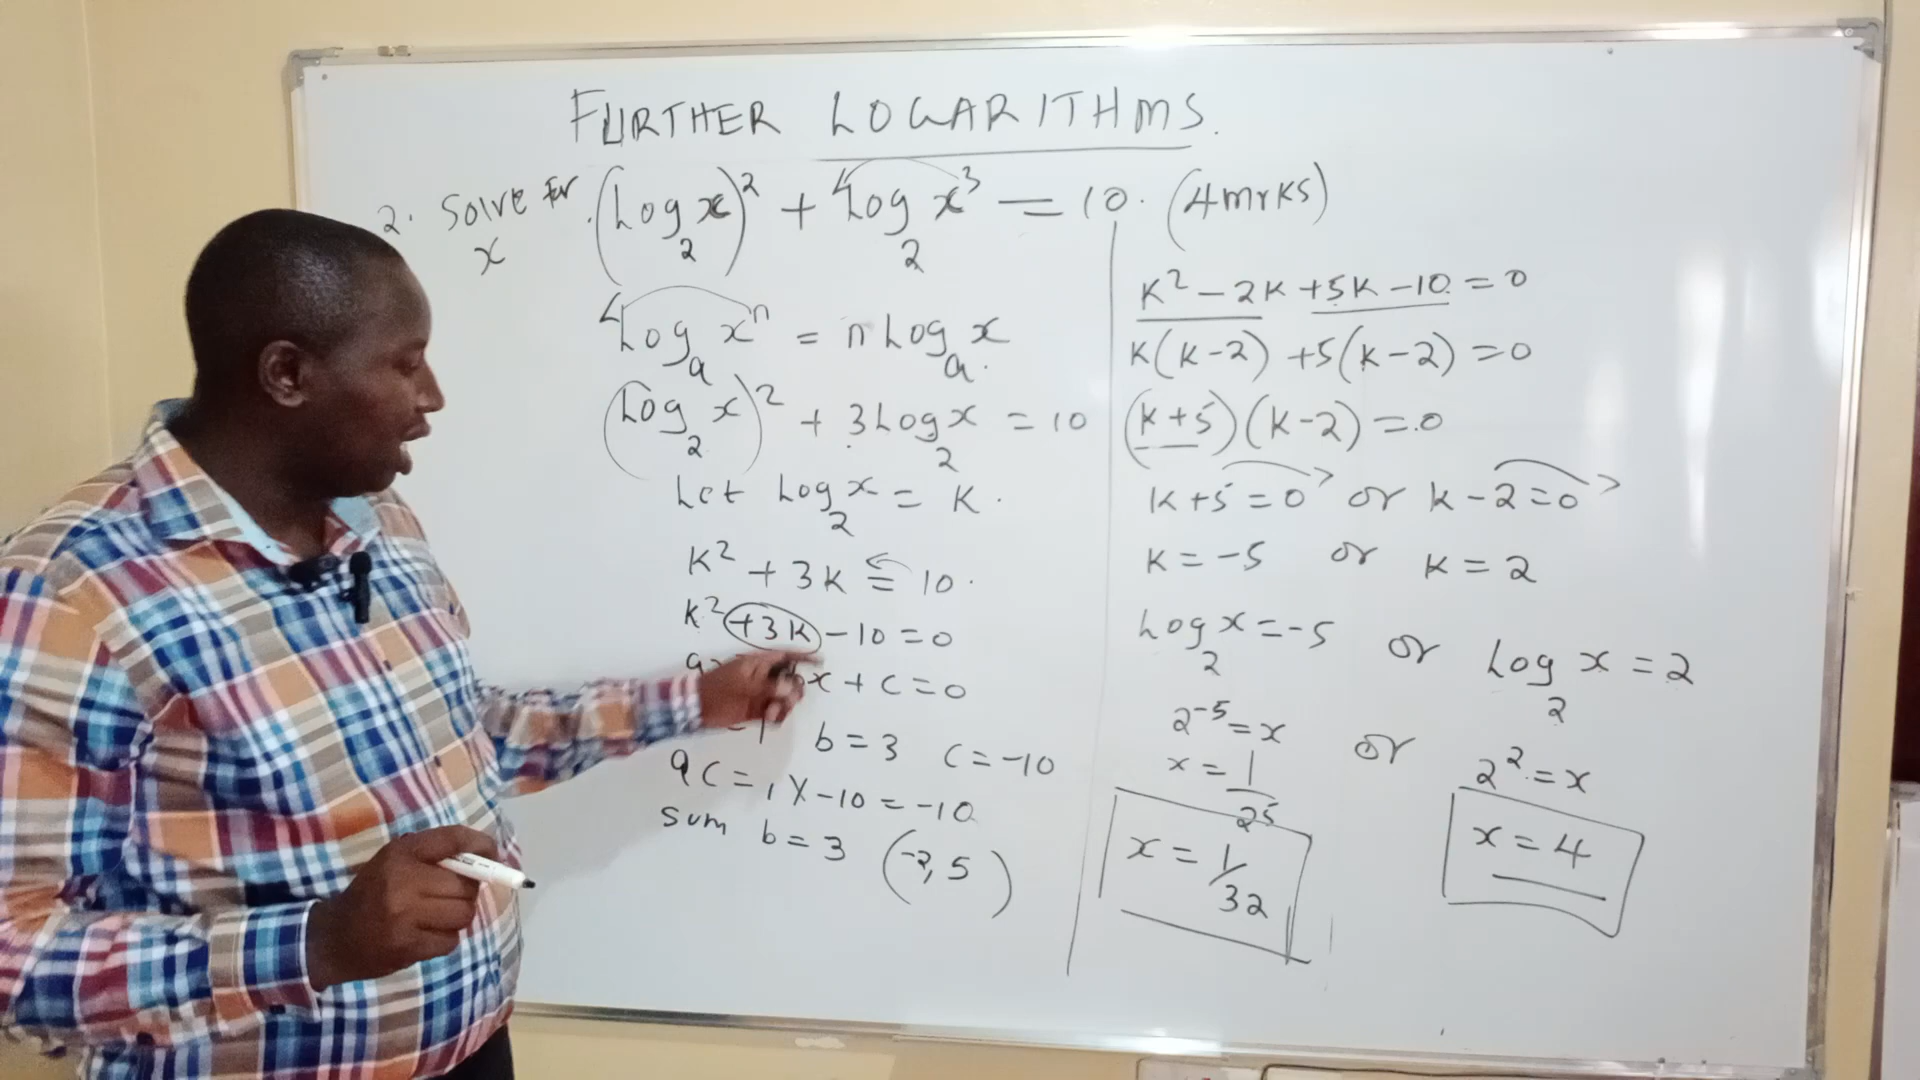 FURTHER LOGARITHMS.
2. Solve for x (Log₂ x)² + Log₂ x³ = 10. (4mrks)
Logₐ xⁿ = n Logₐ x.
(Log₂ x)² + 3 Log₂ x = 10
Let Log₂ x = K.
K² + 3K = 10.
K² +3K - 10 = 0
x + c = 0
b = 3 c = -10
ac = 1 × -10 = -10
sum b = 3 (-2, 5)
K² - 2K + 5K - 10 = 0
K(K-2) + 5(K-2) = 0
(K+5)(K-2) = 0
K + 5 = 0 or K - 2 = 0
K = -5 or K = 2
Log₂ x = -5 or Log₂ x = 2
2⁻⁵ = x or 2² = x
x = 1/2⁵
x = 1/32
x = 4